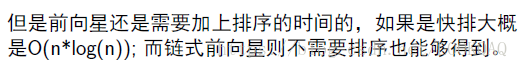 但是前向星还是需要加上排序的时间的，如果是快排大概
是O(n*log(n)); 而链式前向星则不需要排序也能够得到。